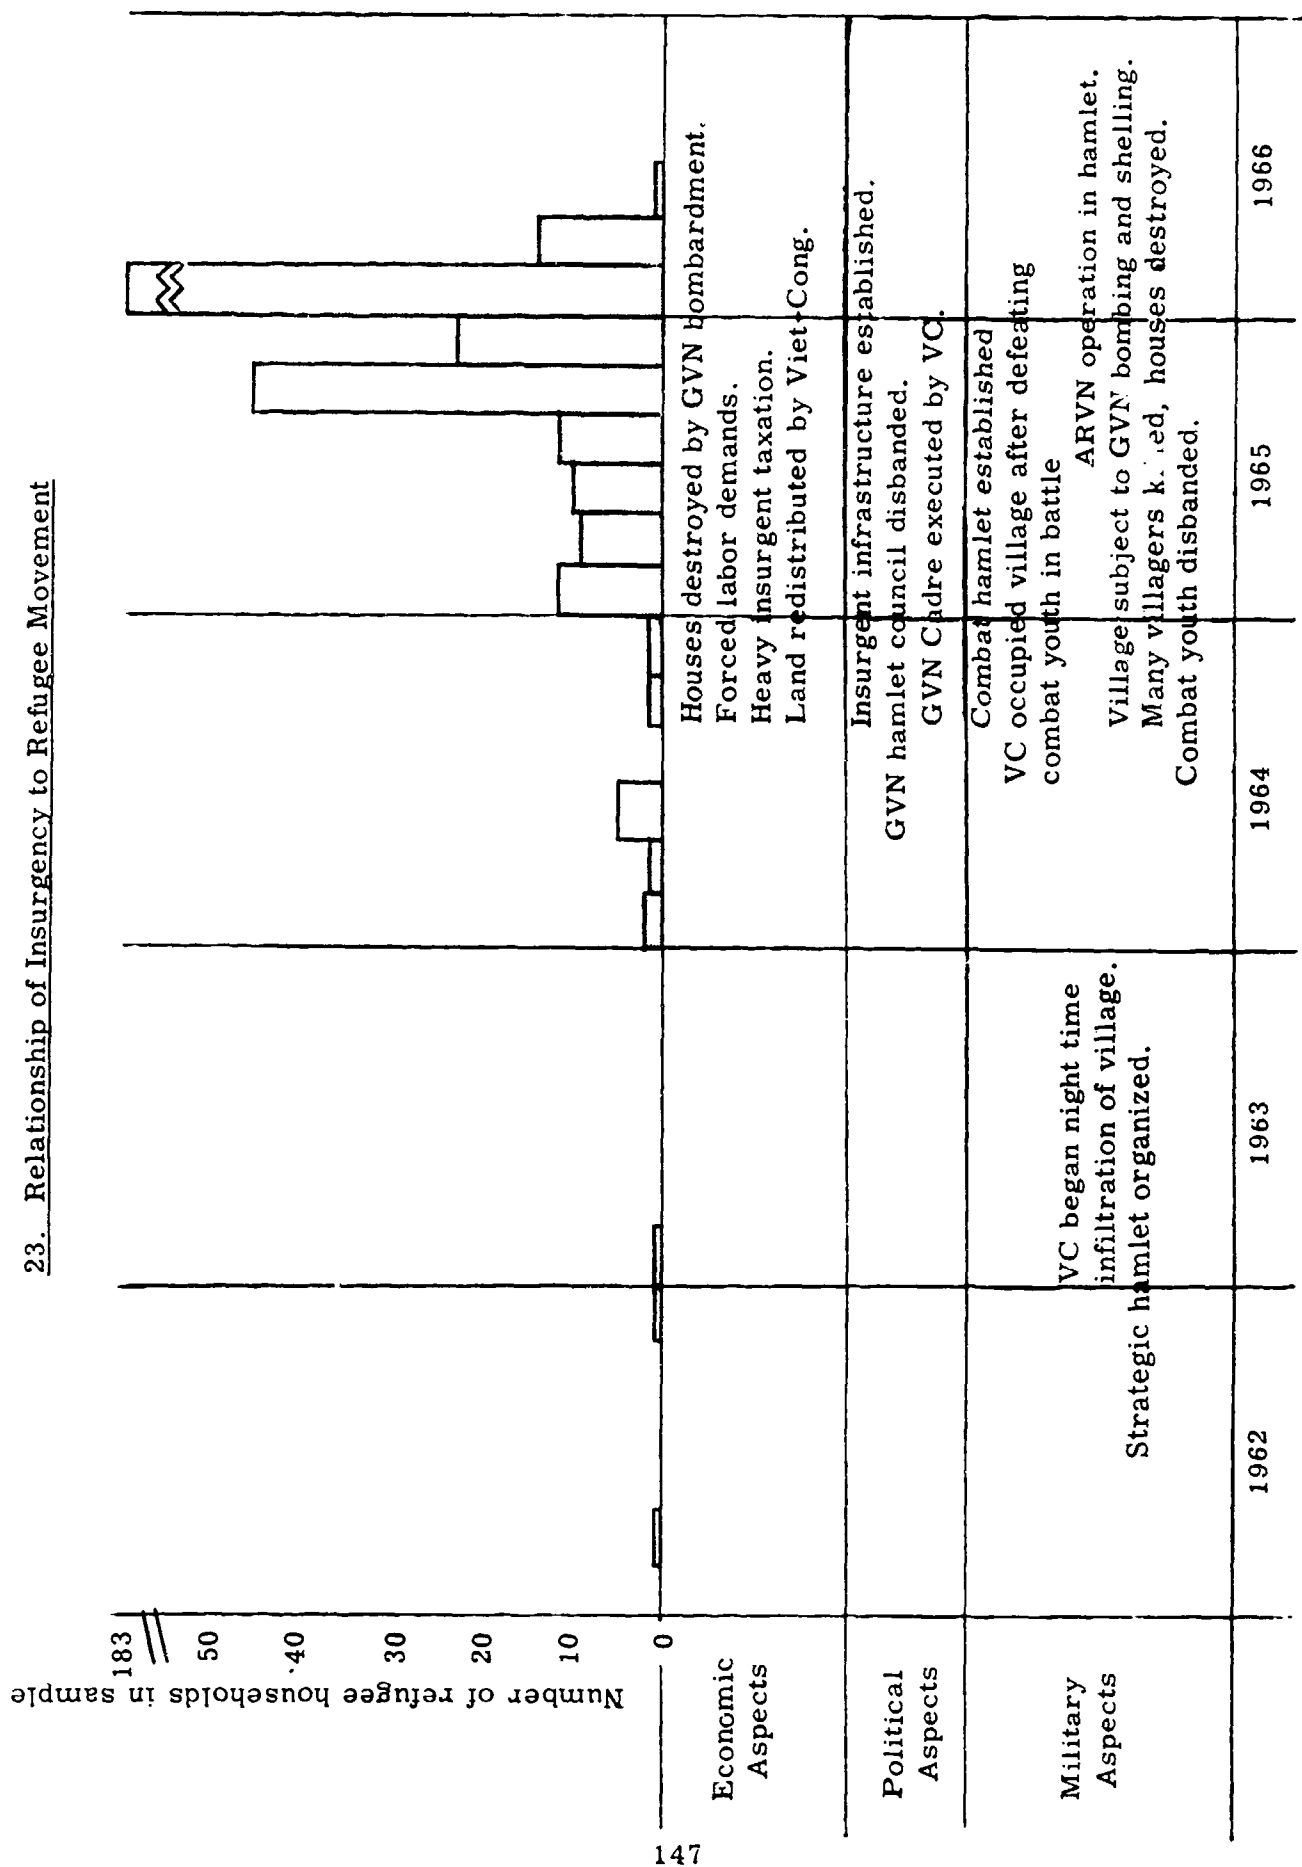 23. Relationship of Insurgency to Refugee Movement
Number of refugee households in sample
183
50
40
30
20
10
0
Economic
Aspects
Houses destroyed by GVN bombardment.
Forced labor demands.
Heavy insurgent taxation.
Land redistributed by Viet-Cong.
Political
Aspects
Insurgent infrastructure established.
GVN hamlet council disbanded.
GVN Cadre executed by VC.
Military
Aspects
Combat hamlet established
VC occupied village after defeating
combat youth in battle
VC began night time
infiltration of village.
Strategic hamlet organized.
ARVN operation in hamlet.
Village subject to GVN bombing and shelling.
Many villagers houses destroyed.
Combat youth disbanded.
1962
1963
1964
1965
1966
147